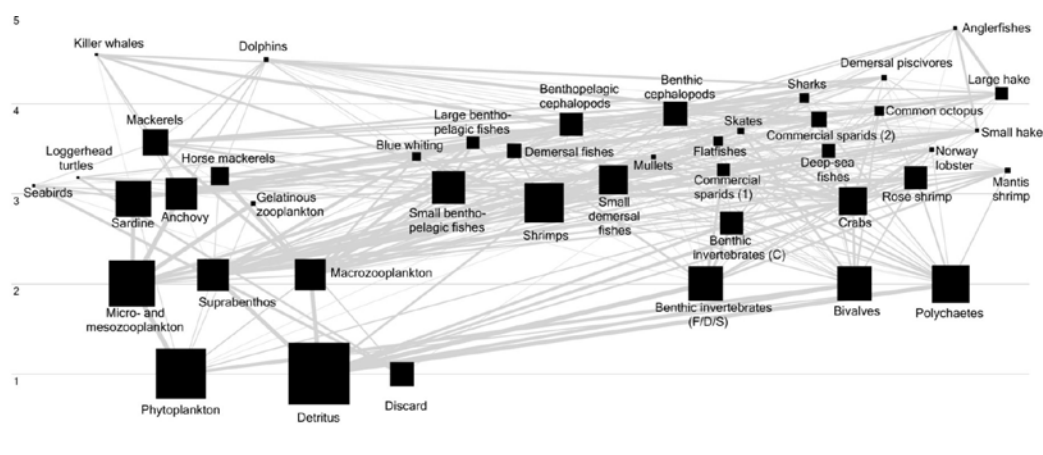 5
Anglerfishes
Killer whales
Dolphins
Demersal piscivores
Sharks
Large hake
Benthic
cephalopods
Benthopelagic
cephalopods
4
Mackerels
Large bentho-
pelagic fishes
Skates
Common octopus
Commercial sparids (2)
Small hake
Loggerhead
turtles
Horse mackerels
Blue whiting
Demersal fishes
Mullets
Flatfishes
Deep-sea
fishes
Norway
lobster
Seabirds
Commercial
sparids (1)
Mantis
shrimp
3
Sardine
Anchovy
Gelatinous
zooplankton
Small bentho-
pelagic fishes
Shrimps
Small
demersal
fishes
Crabs
Rose shrimp
Benthic
invertebrates (C)
2
Micro- and
mesozooplankton
Suprabenthos
Macrozooplankton
Benthic invertebrates
(F/D/S)
Bivalves
Polychaetes
1
Phytoplankton
Detritus
Discard